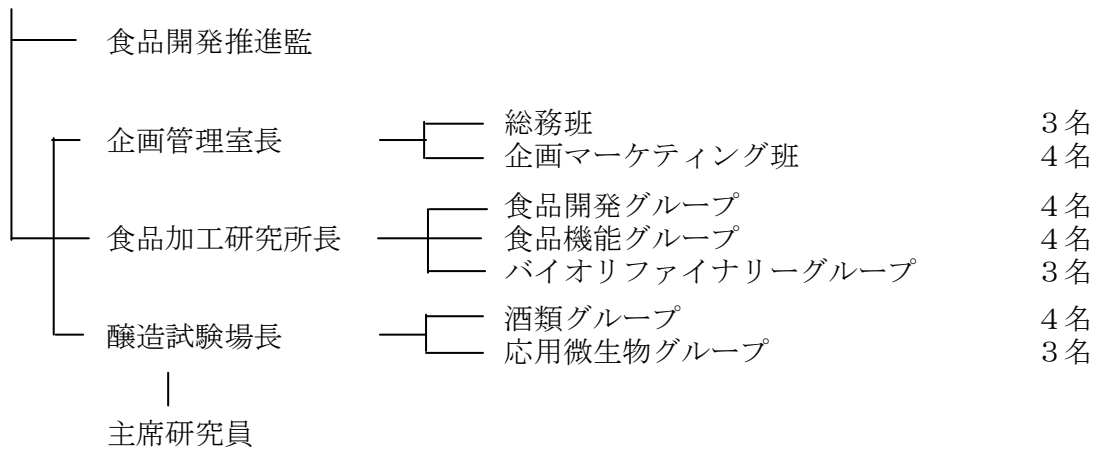 食品開発推進監
企画管理室長 総務班 3名
企画マーケティング班 4名
食品開発グループ 4名
食品加工研究所長 食品機能グループ 4名
バイオリファイナリーグループ 3名
醸造試験場長 酒類グループ 4名
応用微生物グループ 3名
主席研究員